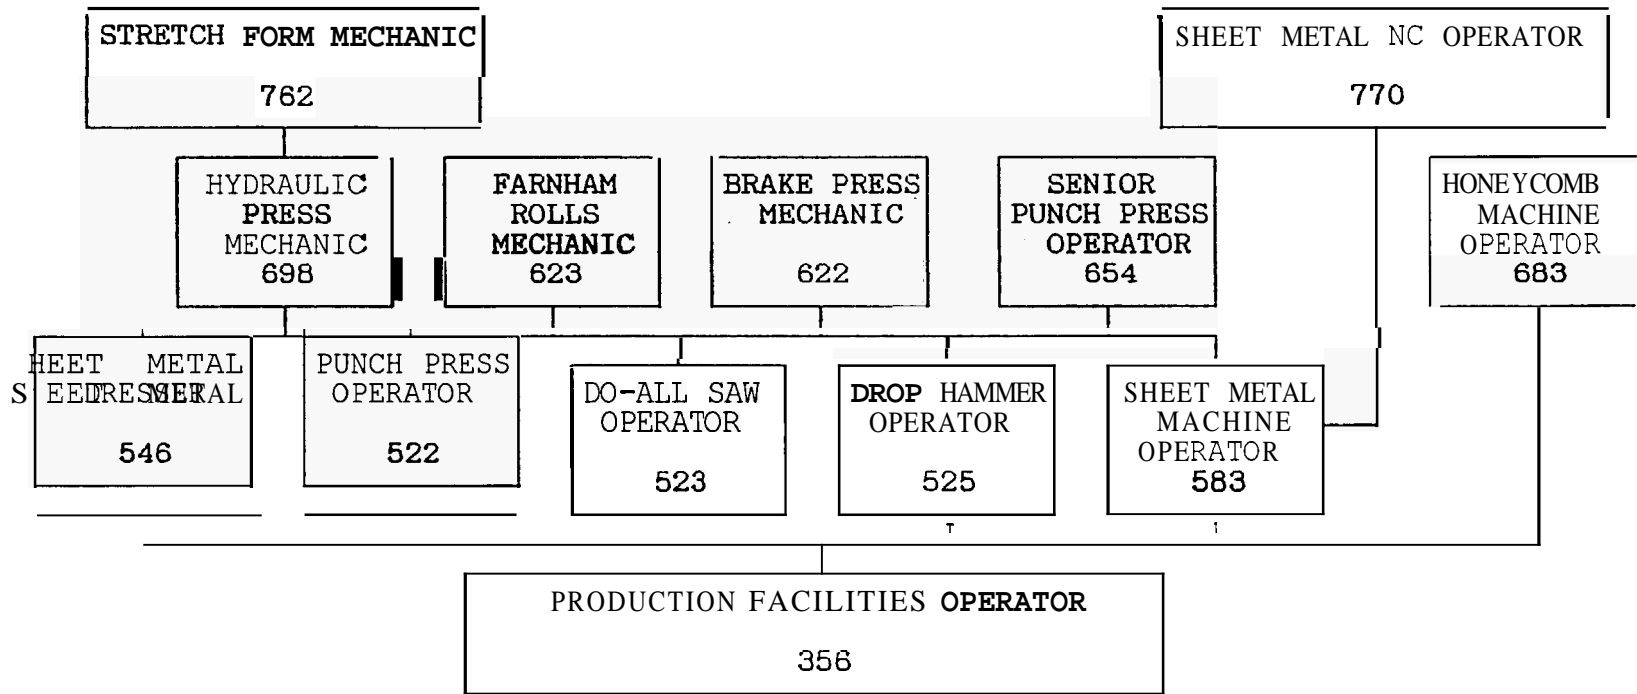 STRETCH FORM MECHANIC
762
SHEET METAL NC OPERATOR
770
HYDRAULIC
PRESS
MECHANIC
698
FARNHAM
ROLLS
MECHANIC
623
BRAKE PRESS
MECHANIC
622
SENIOR
PUNCH PRESS
OPERATOR
654
HONEYCOMB
MACHINE
OPERATOR
683
HEET METAL
546
PUNCH PRESS
OPERATOR
522
DO-ALL SAW
OPERATOR
523
DROP HAMMER
OPERATOR
525
SHEET METAL
MACHINE
OPERATOR
583
PRODUCTION FACILITIES OPERATOR
356